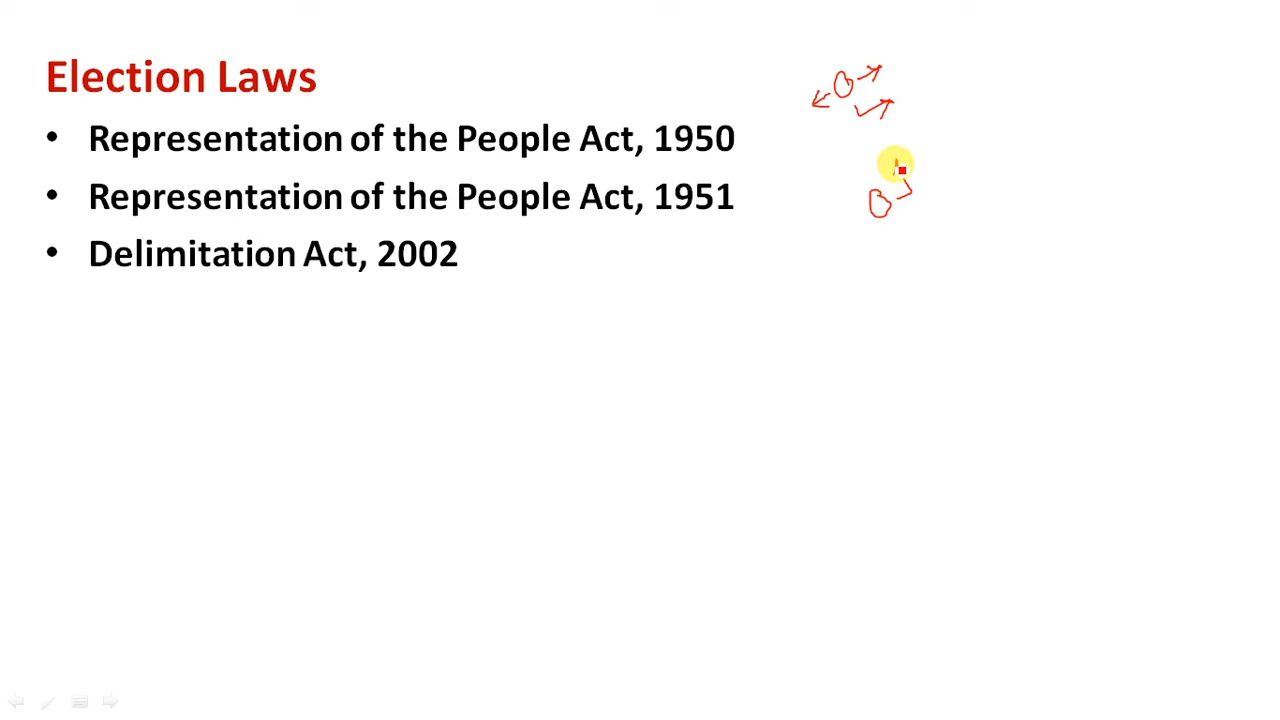 Election Laws
• Representation of the People Act, 1950
• Representation of the People Act, 1951
• Delimitation Act, 2002